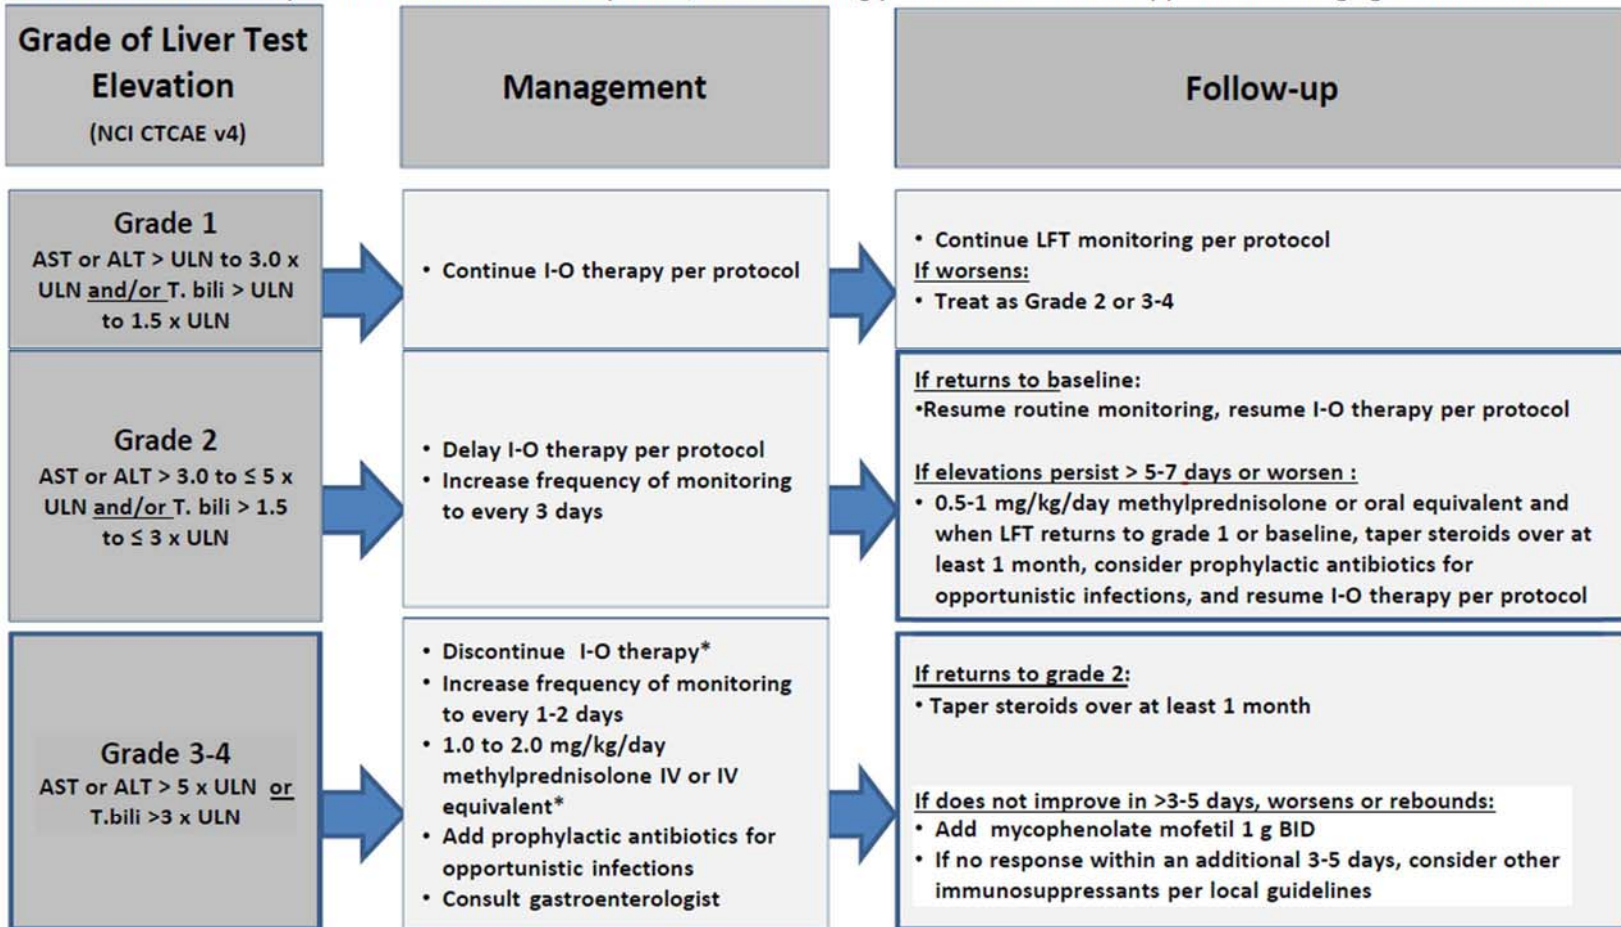 Grade of Liver Test
Elevation
(NCI CTCAE v4)
Management
Follow-up
Grade 1
AST or ALT > ULN to 3.0 x
ULN and/or T. bili > ULN
to 1.5 x ULN
• Continue I-O therapy per protocol
• Continue LFT monitoring per protocol
If worsens:
• Treat as Grade 2 or 3-4
Grade 2
AST or ALT > 3.0 to ≤ 5 x
ULN and/or T. bili > 1.5
to ≤ 3 x ULN
• Delay I-O therapy per protocol
• Increase frequency of monitoring
to every 3 days
If returns to baseline:
•Resume routine monitoring, resume I-O therapy per protocol
If elevations persist > 5-7 days or worsen :
• 0.5-1 mg/kg/day methylprednisolone or oral equivalent and
when LFT returns to grade 1 or baseline, taper steroids over at
least 1 month, consider prophylactic antibiotics for
opportunistic infections, and resume I-O therapy per protocol
Grade 3-4
AST or ALT > 5 x ULN or
T.bili >3 x ULN
• Discontinue I-O therapy*
• Increase frequency of monitoring
to every 1-2 days
• 1.0 to 2.0 mg/kg/day
methylprednisolone IV or IV
equivalent*
• Add prophylactic antibiotics for
opportunistic infections
• Consult gastroenterologist
If returns to grade 2:
• Taper steroids over at least 1 month
If does not improve in >3-5 days, worsens or rebounds:
• Add mycophenolate mofetil 1 g BID
• If no response within an additional 3-5 days, consider other
immunosuppressants per local guidelines